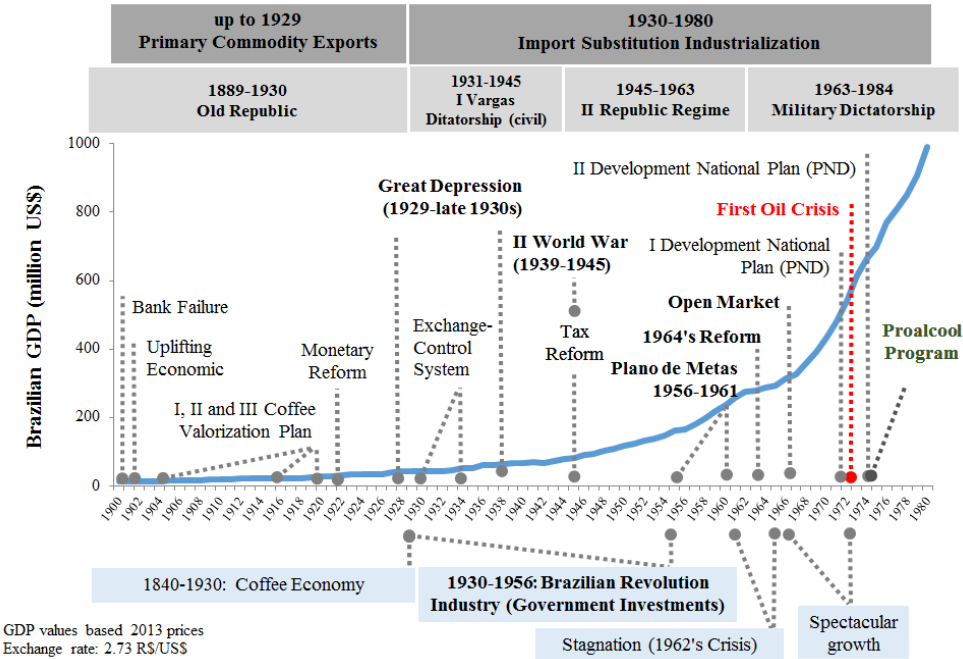 up to 1929
Primary Commodity Exports
1930-1980
Import Substitution Industrialization
1889-1930
Old Republic
1931-1945
I Vargas
Ditatorship (civil)
1945-1963
II Republic Regime
1963-1984
Military Dictatorship
Brazilian GDP (million US$)
1000
800
600
400
200
0
II Development National Plan (PND)
Great Depression
(1929-late 1930s)
First Oil Crisis
II World War
(1939-1945)
I Development National
Plan (PND)
Bank Failure
Open Market
Uplifting
Economic
Monetary
Reform
Exchange-
Control
System
Tax
Reform
1964's Reform
Proalcool
Program
Plano de Metas
1956-1961
I, II and III Coffee
Valorization Plan
1900 1902 1904 1906 1908 1910 1912 1914 1916 1918 1920 1922 1924 1926 1928 1930 1932 1934 1936 1938 1940 1942 1944 1946 1948 1950 1952 1954 1956 1958 1960 1962 1964 1966 1968 1970 1972 1974 1976 1978 1980
1840-1930: Coffee Economy
1930-1956: Brazilian Revolution
Industry (Government Investments)
Stagnation (1962's Crisis)
Spectacular
growth
GDP values based 2013 prices
Exchange rate: 2.73 R$/US$